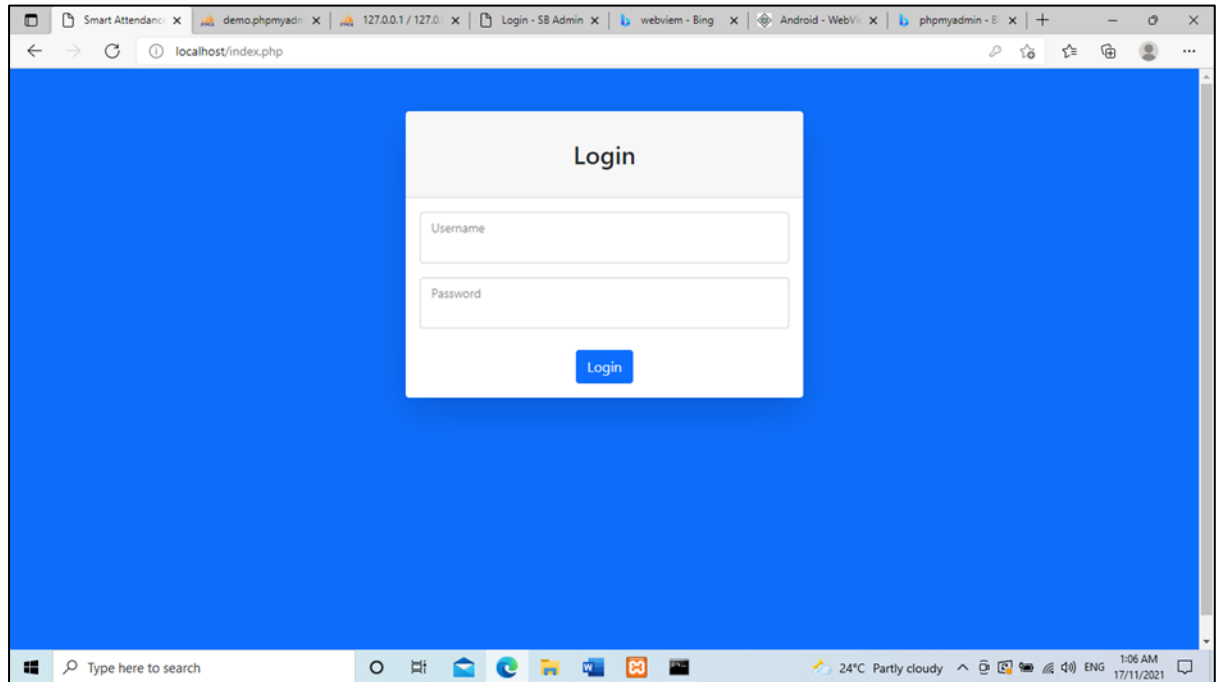 Smart Attendanc
demo.phpmyadm
127.0.0.1 / 127.0.
Login - SB Admin
webviem - Bing
Android - WebVi
phpmyadmin - B
localhost/index.php
Login
Username
Password
Login
Type here to search
24°C Partly cloudy
ENG
1:06 AM
17/11/2021